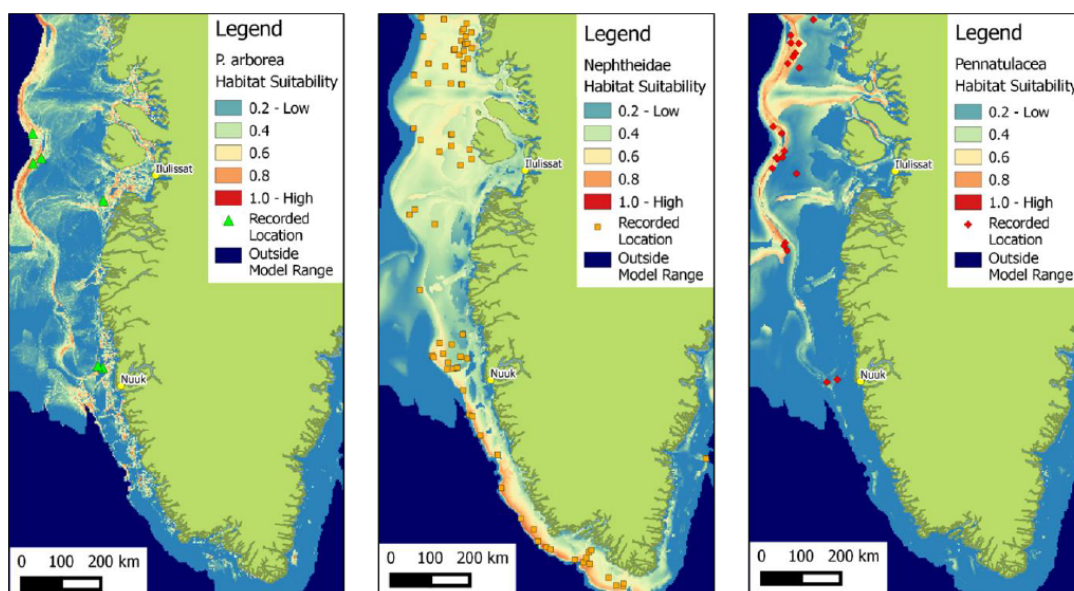 Legend
P. arborea
Habitat Suitability
0.2 - Low
0.4
0.6
0.8
1.0 - High
Recorded
Location
Outside
Model Range
Ilulissat
Nuuk
0 100 200 km
Legend
Nephtheidae
Habitat Suitability
0.2 - Low
0.4
0.6
0.8
1.0 - High
Recorded
Location
Outside
Model Range
Ilulissat
Nuuk
0 100 200 km
Legend
Pennatulacea
Habitat Suitability
0.2 - Low
0.4
0.6
0.8
1.0 - High
Recorded
Location
Outside
Model Range
Ilulissat
Nuuk
0 100 200 km